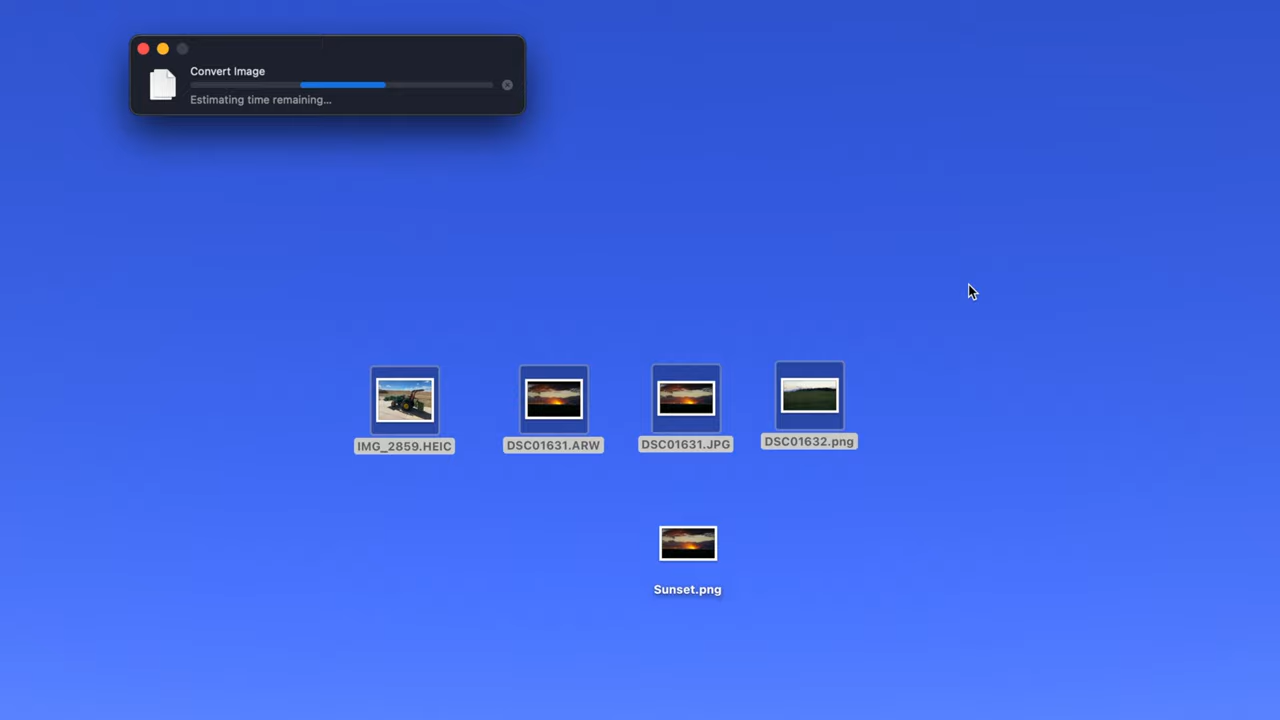 Convert Image
Estimating time remaining...
IMG_2859.HEIC
DSC01631.ARW
DSC01631.JPG
DSC01632.png
Sunset.png